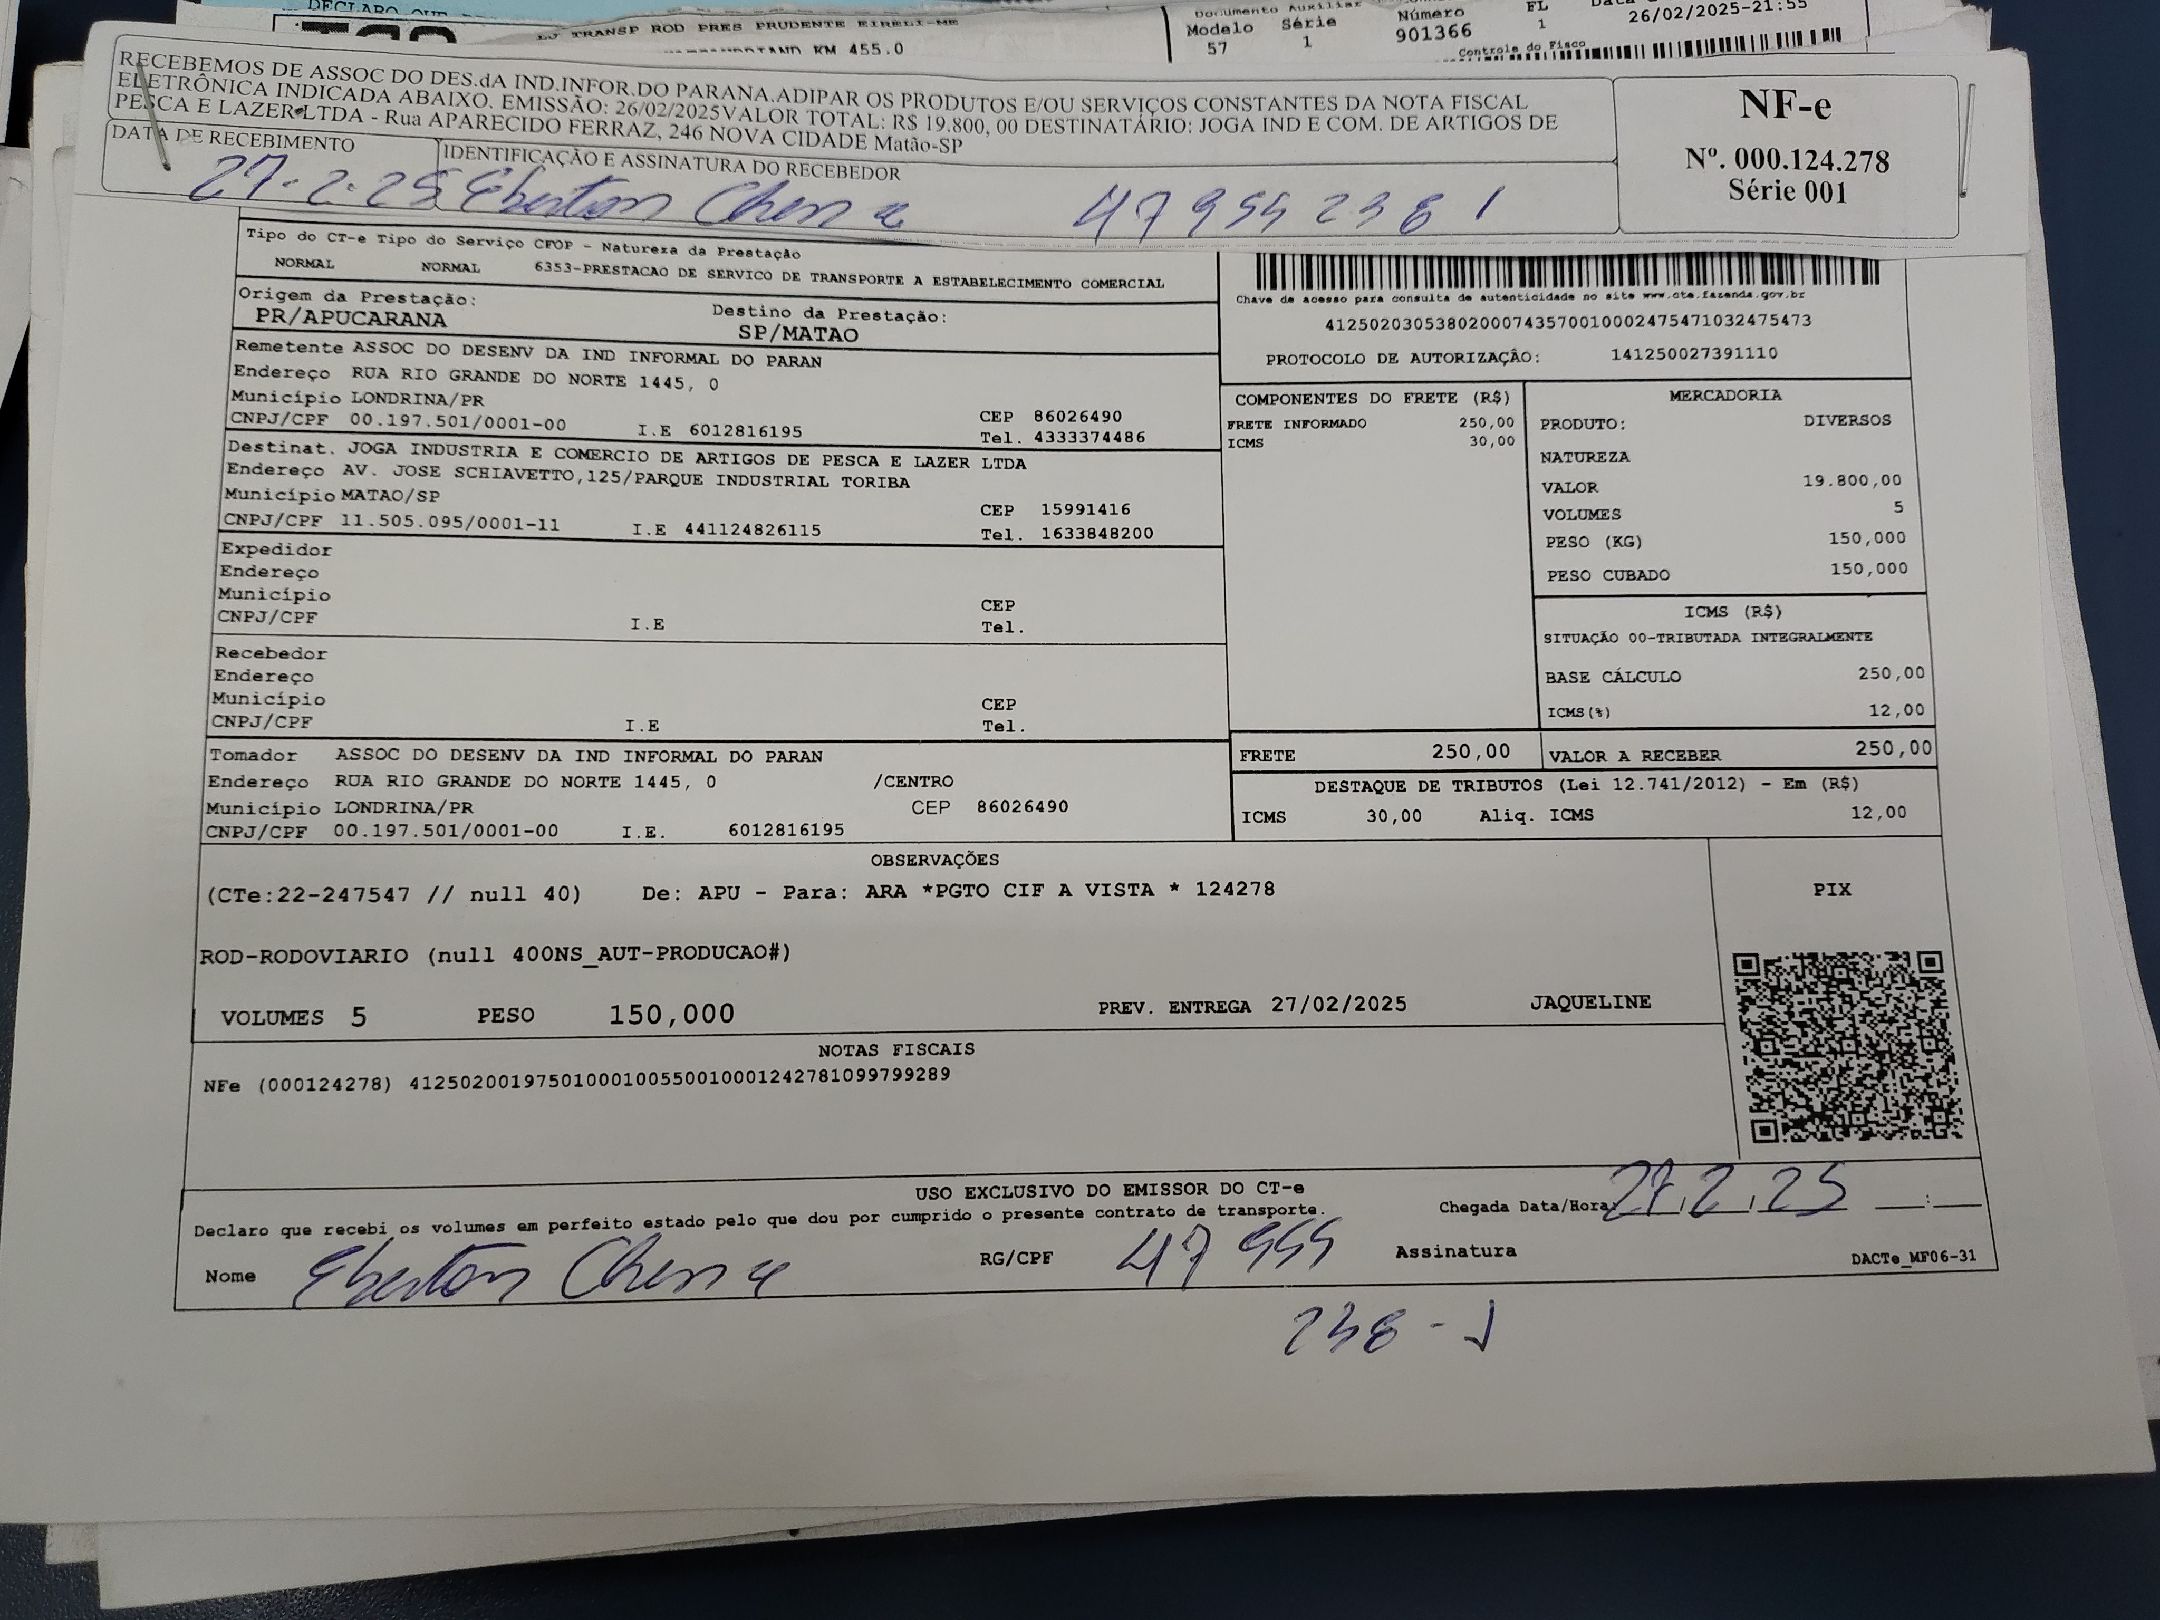 DECLARO QUE
LJ TRANSP ROD PRES PRUDENTE EIRELI-ME
KM 455.0
Documento Auxiliar
Modelo Série Número FL
57 1 901366 1
26/02/2025-21:55
Controle do Fisco
RECEBEMOS DE ASSOC DO DES.dA IND.INFOR.DO PARANA.ADIPAR OS PRODUTOS E/OU SERVIÇOS CONSTANTES DA NOTA FISCAL
ELETRÔNICA INDICADA ABAIXO. EMISSÃO: 26/02/2025VALOR TOTAL: R$ 19.800, 00 DESTINATÁRIO: JOGA IND E COM. DE ARTIGOS DE
PESCA E LAZER LTDA - Rua APARECIDO FERRAZ, 246 NOVA CIDADE Matão-SP
DATA DE RECEBIMENTO
IDENTIFICAÇÃO E ASSINATURA DO RECEBEDOR
27-2-25 Eberton
NF-e
Nº. 000.124.278
Série 001
Tipo do CT-e Tipo do Serviço CFOP - Natureza da Prestação
NORMAL NORMAL 6353-PRESTACAO DE SERVICO DE TRANSPORTE A ESTABELECIMENTO COMERCIAL
Origem da Prestação: Destino da Prestação:
PR/APUCARANA SP/MATAO
Chave de acesso para consulta de autenticidade no site www.cte.fazenda.gov.br
41250203053802000743570010002475471032475473
PROTOCOLO DE AUTORIZAÇÃO: 141250027391110
Remetente ASSOC DO DESENV DA IND INFORMAL DO PARAN
Endereço RUA RIO GRANDE DO NORTE 1445, 0
Município LONDRINA/PR CEP 86026490
CNPJ/CPF 00.197.501/0001-00 I.E 6012816195 Tel. 4333374486
Destinat. JOGA INDUSTRIA E COMERCIO DE ARTIGOS DE PESCA E LAZER LTDA
Endereço AV. JOSE SCHIAVETTO,125/PARQUE INDUSTRIAL TORIBA
Município MATAO/SP CEP 15991416
CNPJ/CPF 11.505.095/0001-11 I.E 441124826115 Tel. 1633848200
Expedidor
Endereço
Município CEP
CNPJ/CPF I.E Tel.
Recebedor
Endereço
Município CEP
CNPJ/CPF I.E Tel.
Tomador ASSOC DO DESENV DA IND INFORMAL DO PARAN
Endereço RUA RIO GRANDE DO NORTE 1445, 0 /CENTRO
Município LONDRINA/PR CEP 86026490
CNPJ/CPF 00.197.501/0001-00 I.E. 6012816195
COMPONENTES DO FRETE (R$)
FRETE INFORMADO 250,00
ICMS 30,00
MERCADORIA
PRODUTO: DIVERSOS
NATUREZA
VALOR 19.800,00
VOLUMES 5
PESO (KG) 150,000
PESO CUBADO 150,000
ICMS (R$)
SITUAÇÃO 00-TRIBUTADA INTEGRALMENTE
BASE CÁLCULO 250,00
ICMS(%) 12,00
FRETE 250,00 VALOR A RECEBER 250,00
DESTAQUE DE TRIBUTOS (Lei 12.741/2012) - Em (R$)
ICMS 30,00 Aliq. ICMS 12,00
OBSERVAÇÕES
(CTe:22-247547 // null 40) De: APU - Para: ARA *PGTO CIF A VISTA * 124278
ROD-RODOVIARIO (null 400NS_AUT-PRODUCAO#)
VOLUMES 5 PESO 150,000 PREV. ENTREGA 27/02/2025 JAQUELINE
PIX
NOTAS FISCAIS
NFe (000124278) 41250200197501000100550010001242781099799289
USO EXCLUSIVO DO EMISSOR DO CT-e
Declaro que recebi os volumes em perfeito estado pelo que dou por cumprido o presente contrato de transporte.
Chegada Data/Hora 27/2/25 :
Nome Eberton RG/CPF Assinatura
DACTe_MF06-31